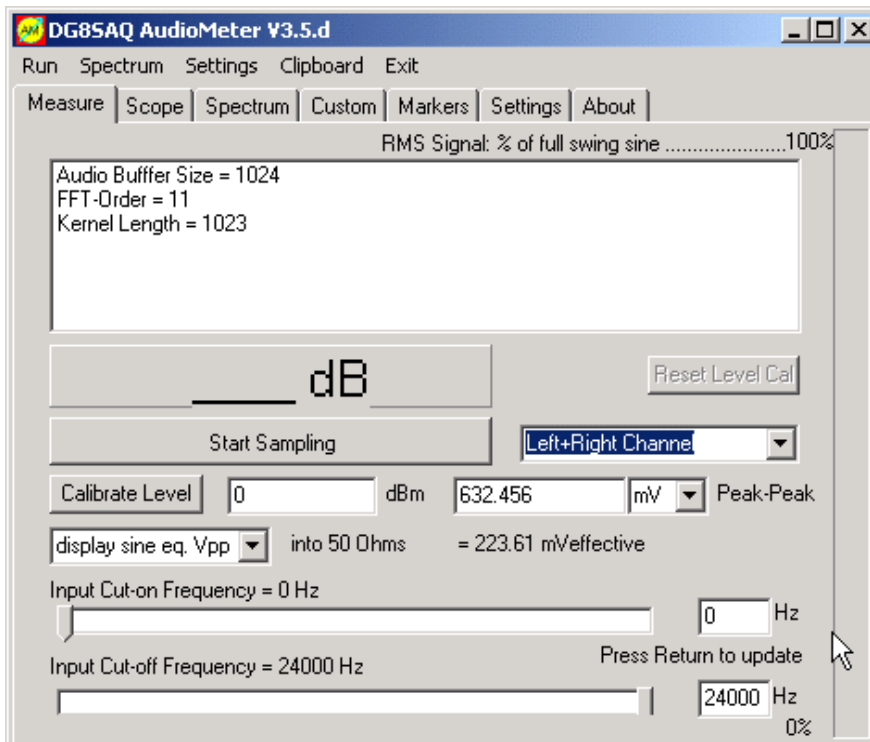 AM DG8SAQ AudioMeter V3.5.d
Run Spectrum Settings Clipboard Exit
Measure Scope Spectrum Custom Markers Settings About
RMS Signal: % of full swing sine ......................100%
Audio Bufffer Size = 1024
FFT-Order = 11
Kernel Length = 1023
____ dB
Reset Level Cal
Start Sampling
Left+Right Channel
Calibrate Level 0 dBm 632.456 mV Peak-Peak
display sine eq. Vpp into 50 Ohms = 223.61 mVeffective
Input Cut-on Frequency = 0 Hz
0 Hz
Press Return to update
Input Cut-off Frequency = 24000 Hz
24000 Hz
0%